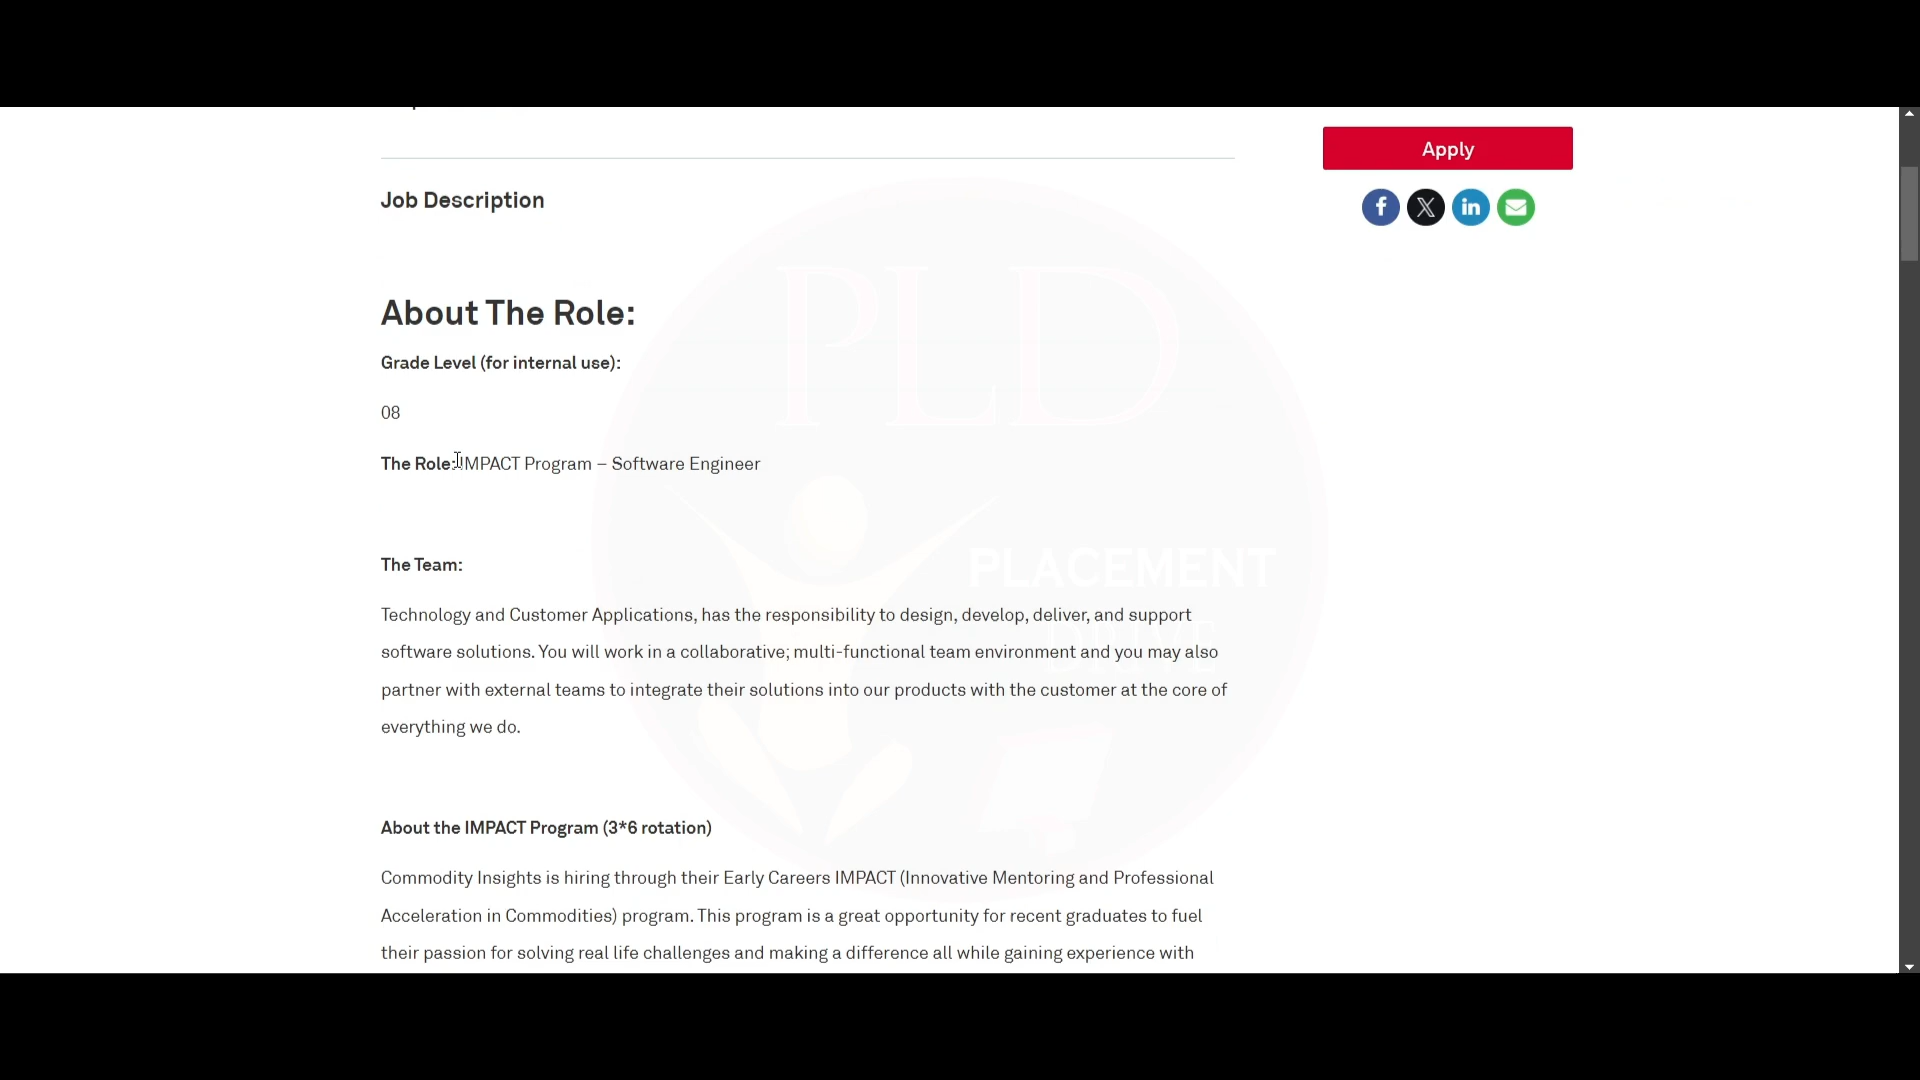 Apply
Job Description
About The Role:
Grade Level (for internal use):
08
The Role: IMPACT Program – Software Engineer
The Team:
Technology and Customer Applications, has the responsibility to design, develop, deliver, and support
software solutions. You will work in a collaborative; multi-functional team environment and you may also
partner with external teams to integrate their solutions into our products with the customer at the core of
everything we do.
About the IMPACT Program (3*6 rotation)
Commodity Insights is hiring through their Early Careers IMPACT (Innovative Mentoring and Professional
Acceleration in Commodities) program. This program is a great opportunity for recent graduates to fuel
their passion for solving real life challenges and making a difference all while gaining experience with
PLD
PLACEMENT
DRIVE